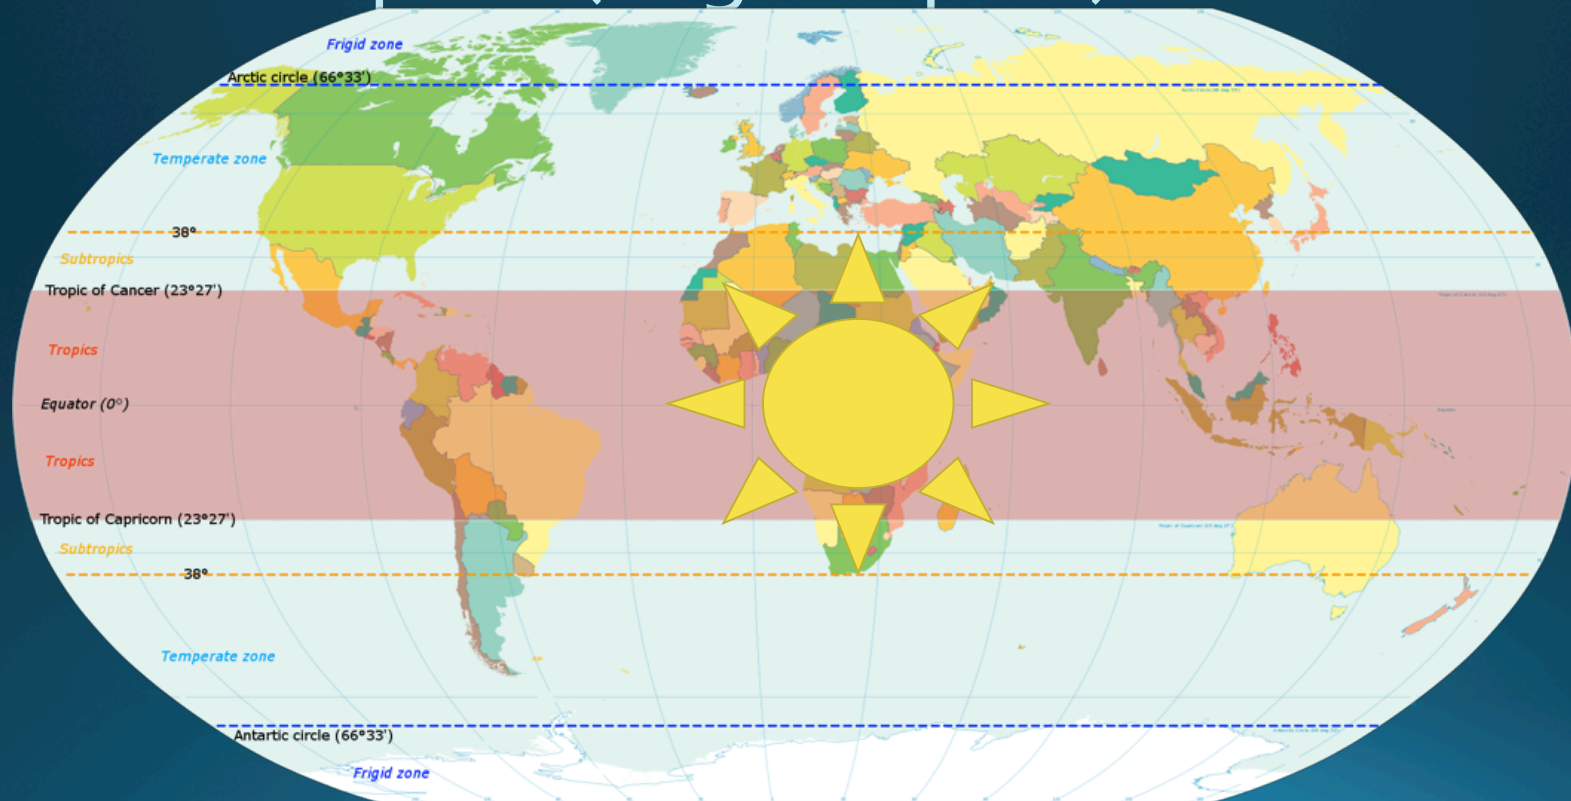 Frigid zone
Arctic circle (66°33')
Temperate zone
38°
Subtropics
Tropic of Cancer (23°27')
Tropics
Equator (0°)
Tropics
Tropic of Capricorn (23°27')
Subtropics
38°
Temperate zone
Antartic circle (66°33')
Frigid zone